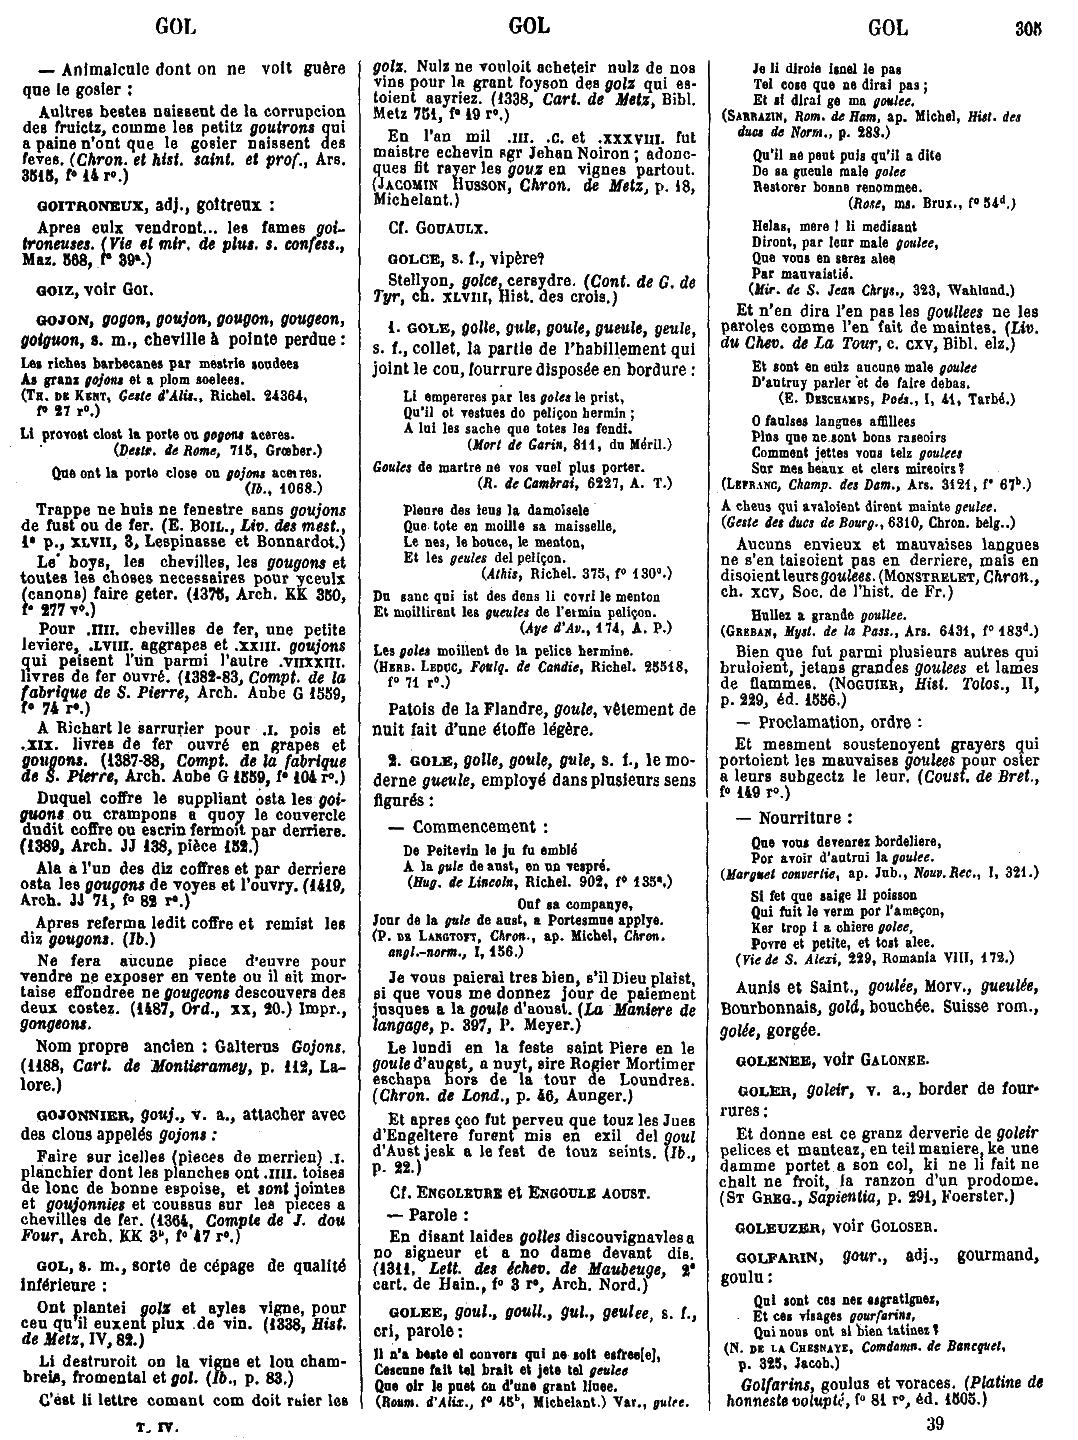 GOL
GOL
GOL
305
— Animalcule dont on ne voit guère
que le gosier :
Aultres bestes naissent de la corrupcion
des fruictz, comme les petitz goutrons qui
a paine n'ont que le gosier naissent des
feves. (Chron. et hist. saint. et prof., Ars.
3515, f° 14 r°.)
GOITRONEUX, adj., goitreux :
Apres eulx vendront... les fames goi-
troneuses. (Vie et mir. de plus. s. confess.,
Maz. 568, f° 39ª.)
GOIZ, voir GOI.
GOJON, gogon, goujon, gougon, gougeon,
goiguon, s. m., cheville à pointe perdue :
Les riches barbecanes par mestrie soudees
As granz gojons et a plom soelees.
(TH. DE KENT, Geste d'Alis., Richel. 24364,
f° 27 r°.)
Li provost clost la porte ou gogons aceres.
(Destr. de Rome, 715, Grœber.)
Que ont la porte close ou gojons acerres.
(Ib., 1068.)
Trappe ne huis ne fenestre sans goujons
de fust ou de fer. (E. BOIL., Liv. des mest.,
1ª p., XLVII, 3, Lespinasse et Bonnardot.)
Le boys, les chevilles, les gougons et
toutes les choses necessaires pour yceulx
(canons) faire geter. (1375, Arch. KK 350,
f° 277 v°.)
Pour .IIII. chevilles de fer, une petite
leviere, .LVIII. aggrapes et .XXIII. goujons
qui peisent l'un parmi l'autre .VIIXXIII.
livres de fer ouvré. (1382-83, Compt. de la
fabrique de S. Pierre, Arch. Aube G 1559,
f° 74 r°.)
A Richart le sarrurier pour .I. pois et
.XIX. livres de fer ouvré en grapes et
gougons. (1387-88, Compt. de la fabrique
de S. Pierre, Arch. Aube G 1559, f° 104 r°.)
Duquel coffre le suppliant osta les goi-
guons ou crampons a quoy le couvercle
dudit coffre ou escrin fermoit par derriere.
(1389, Arch. JJ 138, pièce 152.)
Ala a l'un des diz coffres et par derriere
osta les gougons de voyes et l'ouvry. (1419,
Arch. JJ 71, f° 82 r°.)
Apres referma ledit coffre et remist les
diz gougons. (Ib.)
Ne fera aucune piece d'euvre pour
vendre ne exposer en vente ou il ait mor-
taise effondree ne gougeons descouvers des
deux costez. (1487, Ord., XX, 20.) Impr.,
gongeons.
Nom propre ancien : Galterus Gojons.
(1188, Cart. de Montieramey, p. 112, La-
lore.)
GOJONNIER, gouj., v. a., attacher avec
des clous appelés gojons :
Faire sur icelles (pieces de merrien) .I.
planchier dont les planches ont .IIII. toises
de lonc de bonne espoise, et sont jointes
et goujonnies et cousues sur les pieces a
chevilles de fer. (1364, Compte de J. dou
Four, Arch. KK 3ᵇ, f° 47 r°.)
GOL, s. m., sorte de cépage de qualité
inférieure :
Ont plantei golz et ayles vigne, pour
ceu qu'il euxent plux de vin. (1338, Hist.
de Metz, IV, 82.)
Li destruroit on la vigne et lou cham-
breis, fromental et gol. (Ib., p. 83.)
C'est li lettre comant com doit ruier les
T. IV.
golz. Nulz ne vouloit acheteir nulz de nos
vins pour la grant foyson des golz qui es-
toient aayriez. (1338, Cart. de Metz, Bibl.
Metz 751, f° 19 r°.)
En l'an mil .III. .C. et .XXXVIII. fut
maistre echevin sgr Jehan Noiron ; adonc-
ques fit rayer les gouz en vignes partout.
(JACOMIN HUSSON, Chron. de Metz, p. 18,
Michelant.)
Cf. GOUAULX.
GOLCE, s. f., vipère?
Stellyon, golce, cersydre. (Cont. de G. de
Tyr, ch. XLVIII, Hist. des crois.)
1. GOLE, golle, gule, goule, gueule, geule,
s. f., collet, la partie de l'habillement qui
joint le cou, fourrure disposée en bordure :
Li empereres par les goles le prist,
Qu'il ot vestues do peliçon hermin ;
A lui les sache que totes les fendi.
(Mort de Garin, 811, du Méril.)
Goules de martre ne vos vuel plus porter.
(R. de Cambrai, 6227, A. T.)
Pleure des ieus la damoisele
Que tote en moille sa maisselle,
Le nes, le bouce, le menton,
Et les geules del peliçon.
(Athis, Richel. 375, f° 130ª.)
Du sanc qui ist des dens li covri le menton
Et moillirent les gueules de l'ermin peliçon.
(Aye d'Av., 174, A. P.)
Les goles moillent de la pelice hermine.
(HERB. LEDUC, Foulq. de Candie, Richel. 25518,
f° 71 r°.)
Patois de la Flandre, goule, vêtement de
nuit fait d'une étoffe légère.
2. GOLE, golle, goule, gule, s. f., le mo-
derne gueule, employé dans plusieurs sens
figurés :
— Commencement :
De Peitevin le ju fu emblé
A la gule de aust, en un vespré.
(Hug. de Lincoln, Richel. 902, f° 135ª.)
Ouf sa companye,
Jour de la gule de aust, a Portesmue applye.
(P. DE LANGTOFT, Chron., ap. Michel, Chron.
angl.-norm., I, 156.)
Je vous paierai tres bien, s'il Dieu plaist,
si que vous me donnez jour de paiement
jusques a la goule d'aoust. (La Maniere de
langage, p. 397, P. Meyer.)
Le lundi en la feste saint Piere en le
goule d'augst, a nuyt, sire Rogier Mortimer
eschapa hors de la tour de Loundres.
(Chron. de Lond., p. 46, Aunger.)
Et apres çoo fut perveu que touz les Jues
d'Engeltere furent mis en exil del goul
d'Aust jesk a le fest de touz seints. (Ib.,
p. 22.)
Cf. ENGOLEURE et ENGOULE AOUST.
— Parole :
En disant laides golles discouvignavles a
no signeur et a no dame devant dis.
(1311, Lett. des échev. de Maubeuge, 2ª
cart. de Hain., f° 3 r°, Arch. Nord.)
GOLEE, goul., goull., gul., geulee, s. f.,
cri, parole :
Il n'a beste el convers qui ne soit esfree[e],
Cescune fait tel brait et jete tel geulee
Que oïr le puet on d'une grant liuee.
(Roum. d'Alix., f° 45ᵇ, Michelant.) Var., gulee.
Je li diroie isnel le pas
Tel cose que ne dirai pas ;
Et si dirai ge ma goulee.
(SARRAZIN, Rom. de Ham, ap. Michel, Hist. des
ducs de Norm., p. 283.)
Qu'il ne peut puis qu'il a dite
De sa gueule male golee
Restorer bonne renommee.
(Rose, ms. Brux., f° 54ᵈ.)
Helas, mere ! li medisant
Diront, par leur male goulee,
Que vous en serez alee
Par mauvaistié.
(Mir. de S. Jean Chrys., 323, Wahlund.)
Et n'en dira l'en pas les goullees ne les
paroles comme l'en fait de maintes. (Liv.
du Chev. de La Tour, c. CXV, Bibl. elz.)
Et sont en eulz aucune male goulee
D'autruy parler et de faire debas.
(E. DESCHAMPS, Poés., I, 41, Tarbé.)
O faulses langues affillees
Plus que ne sont bons rasoirs
Comment jettes vous telz goulees
Sur mes beaux et clers mireoirs ?
(LEFRANC, Champ. des Dam., Ars. 3121, f° 67ᵇ.)
A cheus qui avaloient dirent mainte geulee.
(Geste des ducs de Bourg., 6310, Chron. belg..)
Aucuns envieux et mauvaises langues
ne s'en taisoient pas en derriere, mais en
disoient leurs goulees. (MONSTRELET, Chron.,
ch. XCV, Soc. de l'hist. de Fr.)
Hullez a grande goullee.
(GREBAN, Myst. de la Pass., Ars. 6431, f° 183ᵈ.)
Bien que fut parmi plusieurs autres qui
bruloient, jetans grandes goulees et lames
de flammes. (NOGUIER, Hist. Tolos., II,
p. 229, éd. 1556.)
— Proclamation, ordre :
Et mesment soustenoyent grayers qui
portoient les mauvaises goulees pour oster
a leurs subgectz le leur. (Coust. de Bret.,
f° 149 r°.)
— Nourriture :
Que vous devenrez bordeliere,
Por avoir d'autrui la goulee.
(Marguet convertie, ap. Jub., Nouv. Rec., I, 321.)
Si fet que saige li poisson
Qui fuit le verm por l'ameçon,
Ker trop i a chiere golee,
Povre et petite, et tost alee.
(Vie de S. Alexi, 229, Romania VIII, 172.)
Aunis et Saint., goulée, Morv., gueulée,
Bourbonnais, gold, bouchée. Suisse rom.,
golée, gorgée.
GOLENEE, voir GALONEE.
GOLER, goleir, v. a., border de four-
rures :
Et donne est ce granz derverie de goleir
pelices et manteaz, en teil maniere, ke une
damme portet a son col, ki ne li fait ne
chalt ne froit, la ranzon d'un prodome.
(ST GREG., Sapientia, p. 291, Foerster.)
GOLEUZER, voir GOLOSER.
GOLFARIN, gour., adj., gourmand,
goulu :
Qui sont ces nez esgratignez,
Et ces visages gourfarins,
Qui nous ont si bien tatinez ?
(N. DE LA CHESNAYE, Comdamn. de Bancquet,
p. 325, Jacob.)
Golfarins, goulus et voraces. (Platine de
honneste volupté, f° 81 r°, éd. 1505.)
39